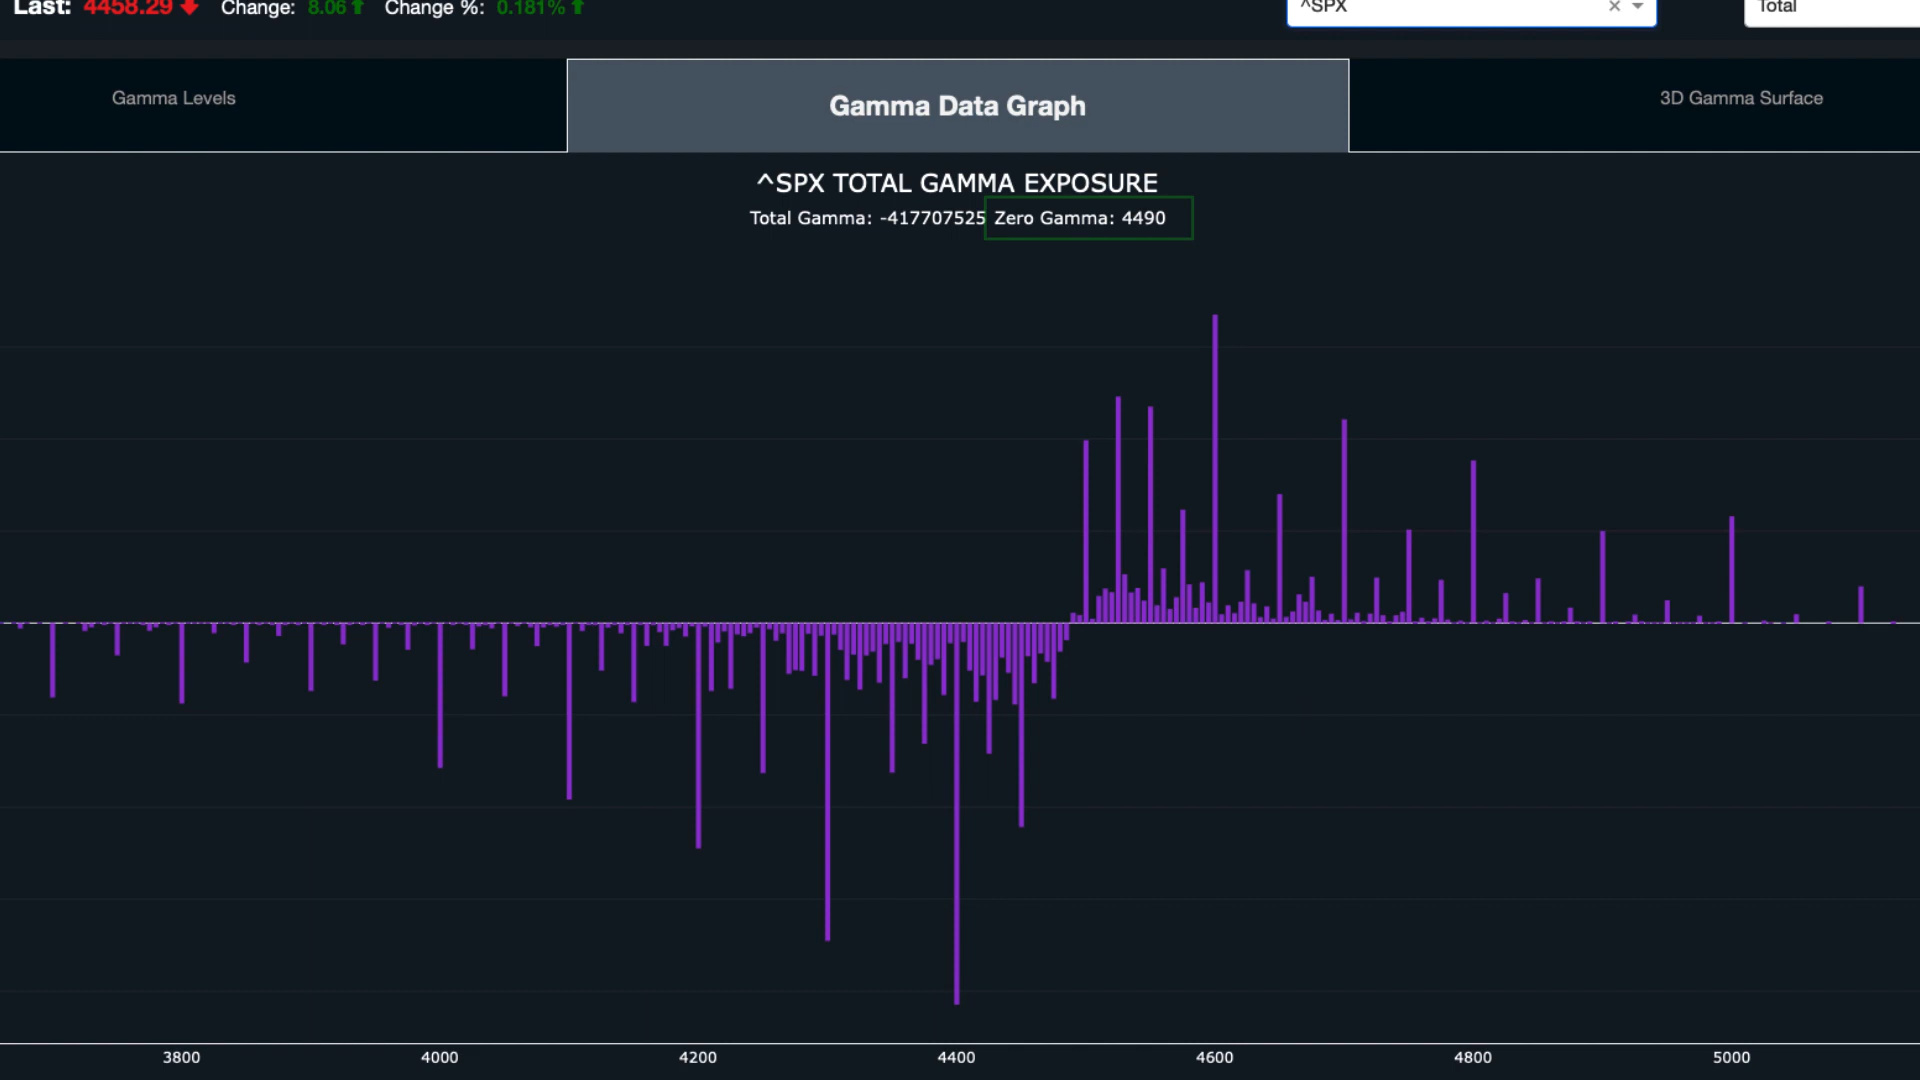 Last: 4458.29 Change: 8.06 Change %: 0.181% ^SPX Total
Gamma Levels Gamma Data Graph 3D Gamma Surface
^SPX TOTAL GAMMA EXPOSURE
Total Gamma: -417707525 Zero Gamma: 4490
3800 4000 4200 4400 4600 4800 5000